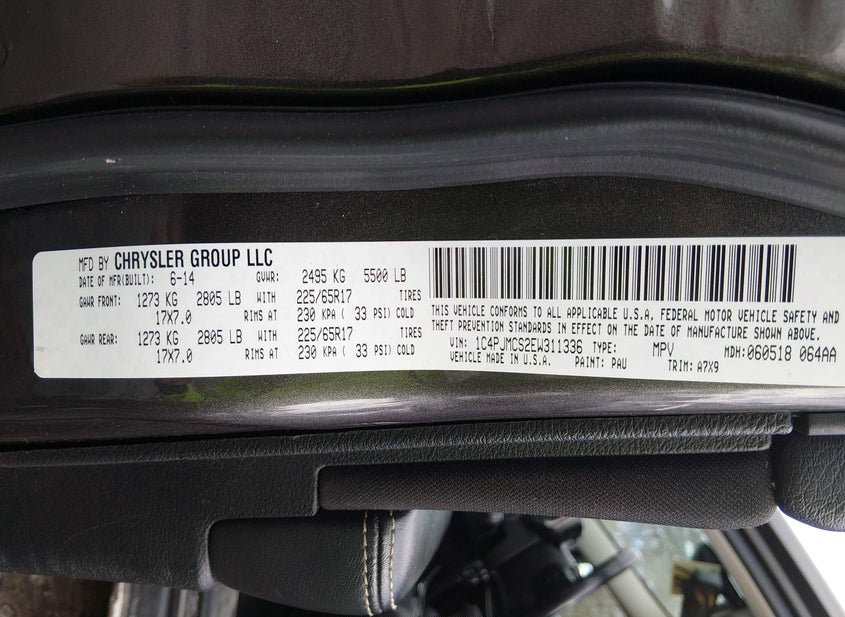 MFD BY CHRYSLER GROUP LLC
DATE OF MFR(BUILT): 6-14 GVWR: 2495 KG 5500 LB
GAWR FRONT: 1273 KG 2805 LB WITH 225/65R17 TIRES
17X7.0 RIMS AT 230 KPA ( 33 PSI) COLD
GAWR REAR: 1273 KG 2805 LB WITH 225/65R17 TIRES
17X7.0 RIMS AT 230 KPA ( 33 PSI) COLD
THIS VEHICLE CONFORMS TO ALL APPLICABLE U.S.A. FEDERAL MOTOR VEHICLE SAFETY AND
THEFT PREVENTION STANDARDS IN EFFECT ON THE DATE OF MANUFACTURE SHOWN ABOVE.
VIN: 1C4PJMCS2EW311336 TYPE: MPV MDH:060518 064AA
VEHICLE MADE IN U.S.A. PAINT: PAU TRIM: A7X9